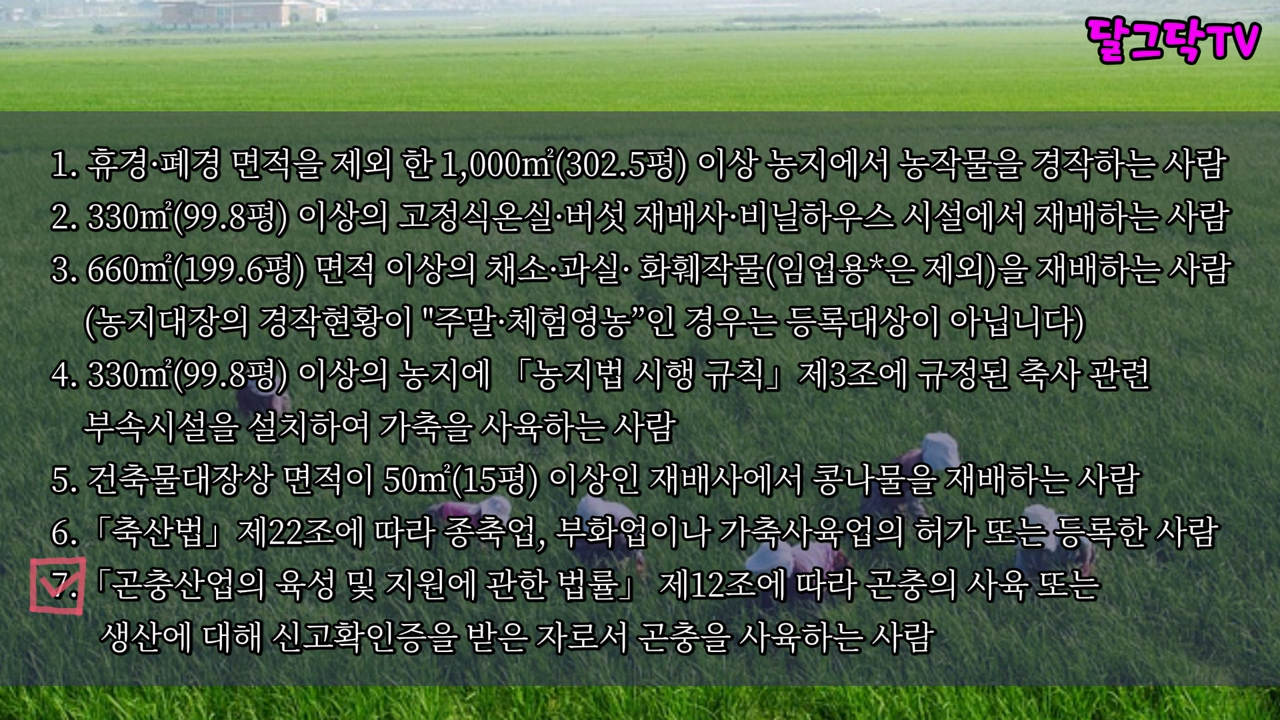 달그닥TV
1. 휴경·폐경 면적을 제외 한 1,000㎡(302.5평) 이상 농지에서 농작물을 경작하는 사람
2. 330㎡(99.8평) 이상의 고정식온실·버섯 재배사·비닐하우스 시설에서 재배하는 사람
3. 660㎡(199.6평) 면적 이상의 채소·과실· 화훼작물(임업용*은 제외)을 재배하는 사람
(농지대장의 경작현황이 "주말·체험영농”인 경우는 등록대상이 아닙니다)
4. 330㎡(99.8평) 이상의 농지에 「농지법 시행 규칙」제3조에 규정된 축사 관련
부속시설을 설치하여 가축을 사육하는 사람
5. 건축물대장상 면적이 50㎡(15평) 이상인 재배사에서 콩나물을 재배하는 사람
6.「축산법」제22조에 따라 종축업, 부화업이나 가축사육업의 허가 또는 등록한 사람
7.「곤충산업의 육성 및 지원에 관한 법률」 제12조에 따라 곤충의 사육 또는
생산에 대해 신고확인증을 받은 자로서 곤충을 사육하는 사람